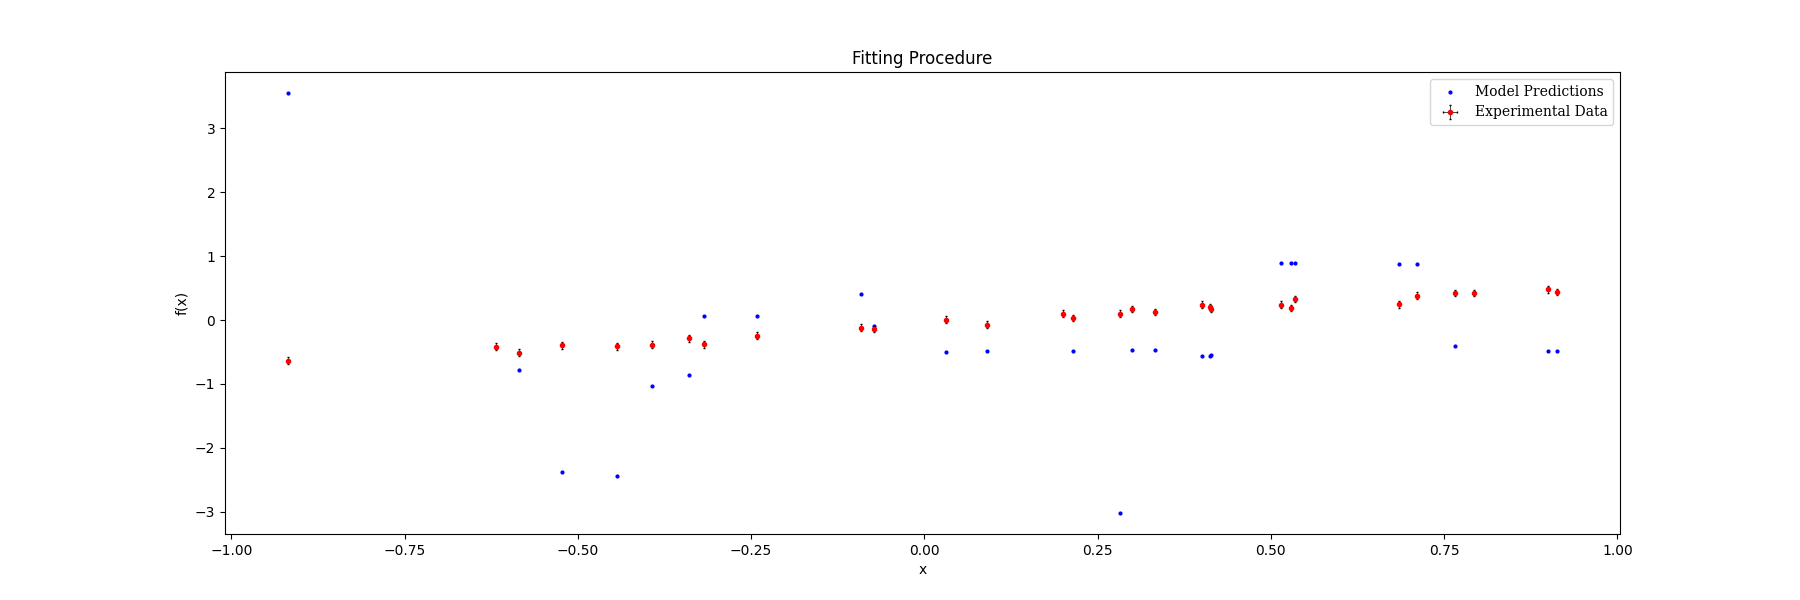 Fitting Procedure
Model Predictions
Experimental Data
f(x)
3
2
1
0
−1
−2
−3
−1.00 −0.75 −0.50 −0.25 0.00 0.25 0.50 0.75 1.00
x